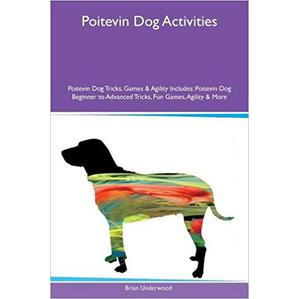 Poitevin Dog Activities
Poitevin Dog Tricks, Games & Agility Includes: Poitevin Dog
Beginner to Advanced Tricks, Fun Games, Agility & More
Brian Underwood